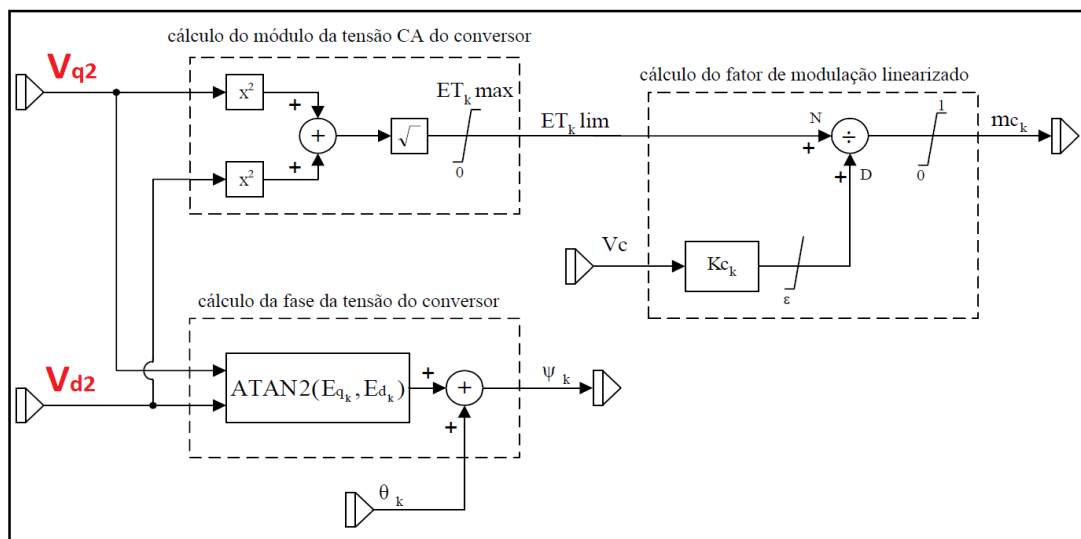 cálculo do módulo da tensão CA do conversor
Vq2
x²
+
+
+
√
ETk max
0
ETk lim
x²
cálculo do fator de modulação linearizado
N
+
÷
+
D
1
0
mck
Vc
Kck
ε
cálculo da fase da tensão do conversor
Vd2
ATAN2(Eqk, Edk)
+
+
+
ψ k
θ k